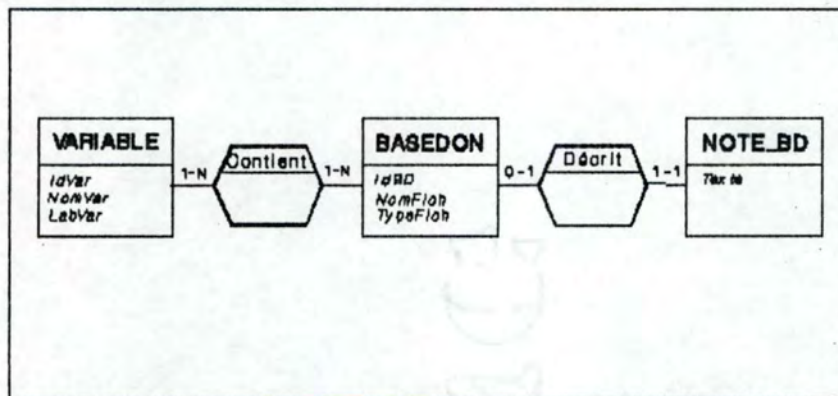 VARIABLE
IdVar
NomVar
LabVar
1-N
Contient
1-N
BASEDON
IdBD
NomFich
TypeFich
0-1
Décrit
1-1
NOTE_BD
Texte